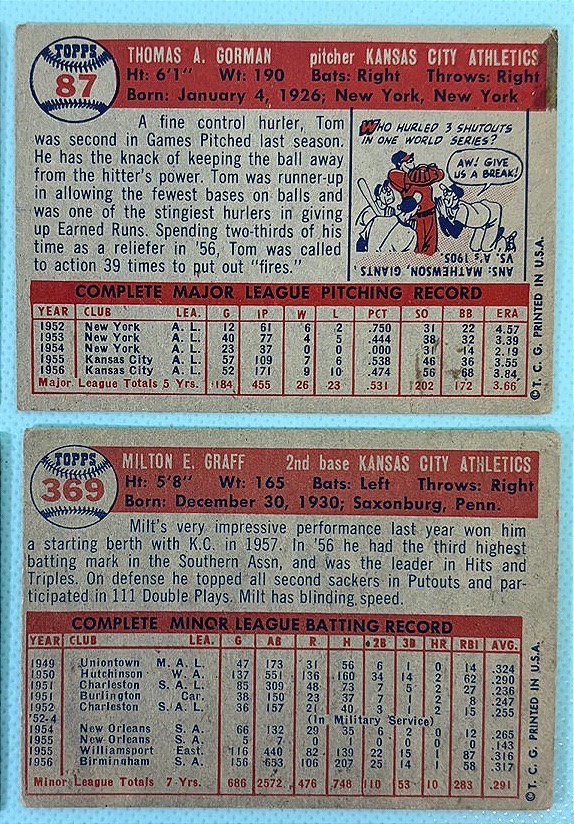 TOPPS
87
THOMAS A. GORMAN pitcher KANSAS CITY ATHLETICS
Ht: 6'1" Wt: 190 Bats: Right Throws: Right
Born: January 4, 1926; New York, New York
A fine control hurler, Tom
was second in Games Pitched last season.
He has the knack of keeping the ball away
from the hitter's power. Tom was runner-up
in allowing the fewest bases on balls and
was one of the stingiest hurlers in giving
up Earned Runs. Spending two-thirds of his
time as a reliefer in '56, Tom was called
to action 39 times to put out "fires."
WHO HURLED 3 SHUTOUTS
IN ONE WORLD SERIES?
AW! GIVE
US A BREAK!
ANS. MATHEWSON, GIANTS,
VS. A's 1905.
COMPLETE MAJOR LEAGUE PITCHING RECORD
YEAR CLUB LEA. G IP W L PCT SO BB ERA
1952 New York A. L. 12 61 6 2 .750 31 22 4.57
1953 New York A. L. 40 77 4 5 .444 38 32 3.39
1954 New York A. L. 23 37 0 0 .000 31 14 2.19
1955 Kansas City A. L. 57 109 7 6 .538 46 36 3.55
1956 Kansas City A. L. 52 171 9 10 .474 56 68 3.84
Major League Totals 5 Yrs. 184 455 26 23 .531 202 172 3.66
© T. C. G. PRINTED IN U.S.A.
TOPPS
369
MILTON E. GRAFF 2nd base KANSAS CITY ATHLETICS
Ht: 5'8" Wt: 165 Bats: Left Throws: Right
Born: December 30, 1930; Saxonburg, Penn.
Milt's very impressive performance last year won him
a starting berth with K.C. in 1957. In '56 he had the third highest
batting mark in the Southern Assn, and was the leader in Hits and
Triples. On defense he topped all second sackers in Putouts and par-
ticipated in 111 Double Plays. Milt has blinding speed.
COMPLETE MINOR LEAGUE BATTING RECORD
YEAR CLUB LEA. G AB R H 2B 3B HR RBI AVG.
1949 Uniontown M. A. L. 47 173 31 56 6 1 0 14 .324
1950 Hutchinson W. A. 137 551 136 160 34 14 2 62 .290
1951 Charleston S. A. L. 85 309 48 73 7 5 2 27 .236
1951 Burlington Car. 38 150 23 37 7 1 2 8 .247
1952 Charleston S. A. L. 36 157 21 40 3 1 2 15 .255
'52-4 (In Military Service)
1954 New Orleans S. A. 66 132 29 35 6 2 0 12 .265
1955 New Orleans S. A. 5 7 0 0 0 0 0 .143
1955 Williamsport East. 116 440 82 139 22 15 1 87 .316
1956 Birmingham S. A. 156 653 106 207 25 14 1 58 .317
Minor League Totals 7-Yrs. 686 2572 476 748 110 53 10 283 .291
© T. C. G. PRINTED IN U.S.A.